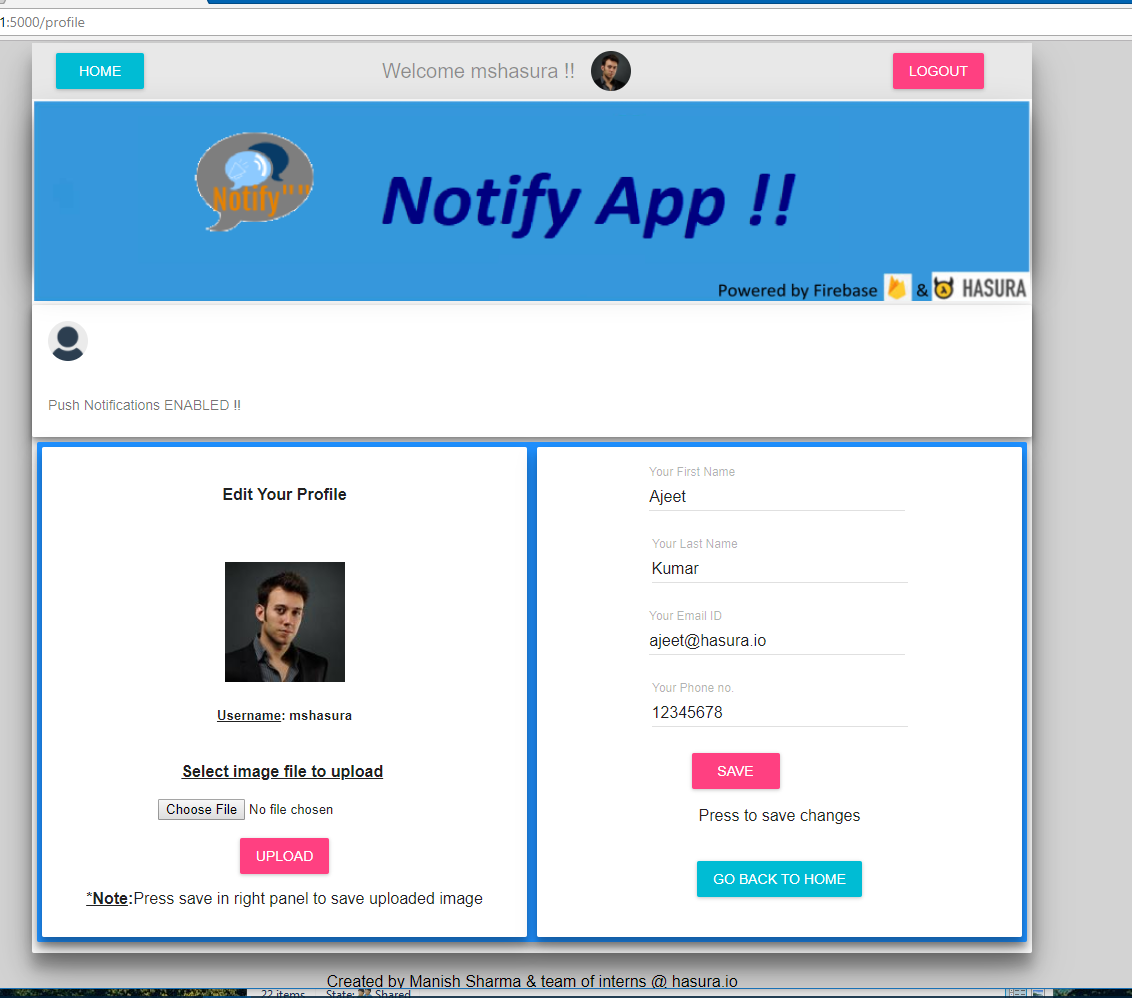 1:5000/profile
HOME
Welcome mshasura !!
LOGOUT
Notify""
Notify App !!
Powered by Firebase & HASURA
Push Notifications ENABLED !!
Edit Your Profile
Username: mshasura
Select image file to upload
Choose File No file chosen
UPLOAD
*Note:Press save in right panel to save uploaded image
Your First Name
Ajeet
Your Last Name
Kumar
Your Email ID
ajeet@hasura.io
Your Phone no.
12345678
SAVE
Press to save changes
GO BACK TO HOME
Created by Manish Sharma & team of interns @ hasura.io
22 items State: Shared